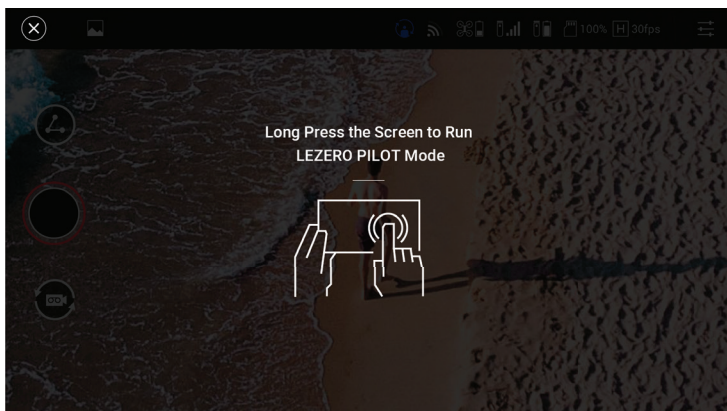 100% H 30fps
Long Press the Screen to Run
LEZERO PILOT Mode